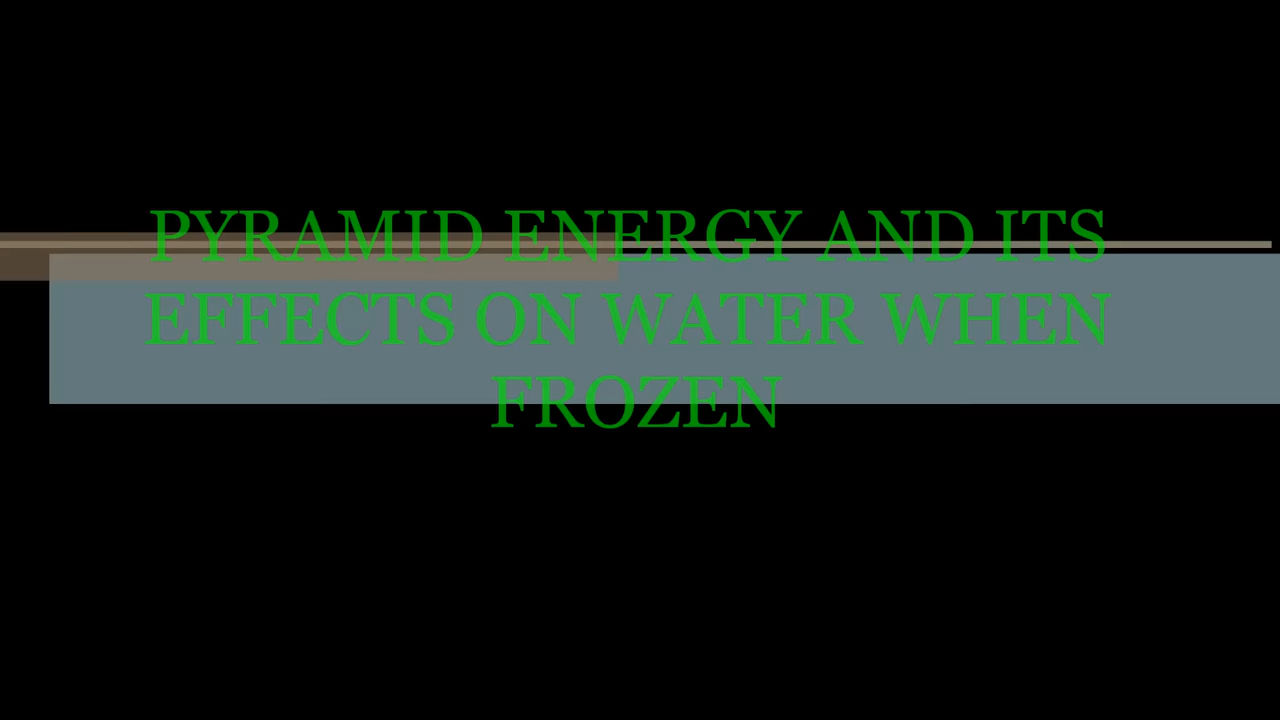 PYRAMID ENERGY AND ITS
EFFECTS ON WATER WHEN
FROZEN